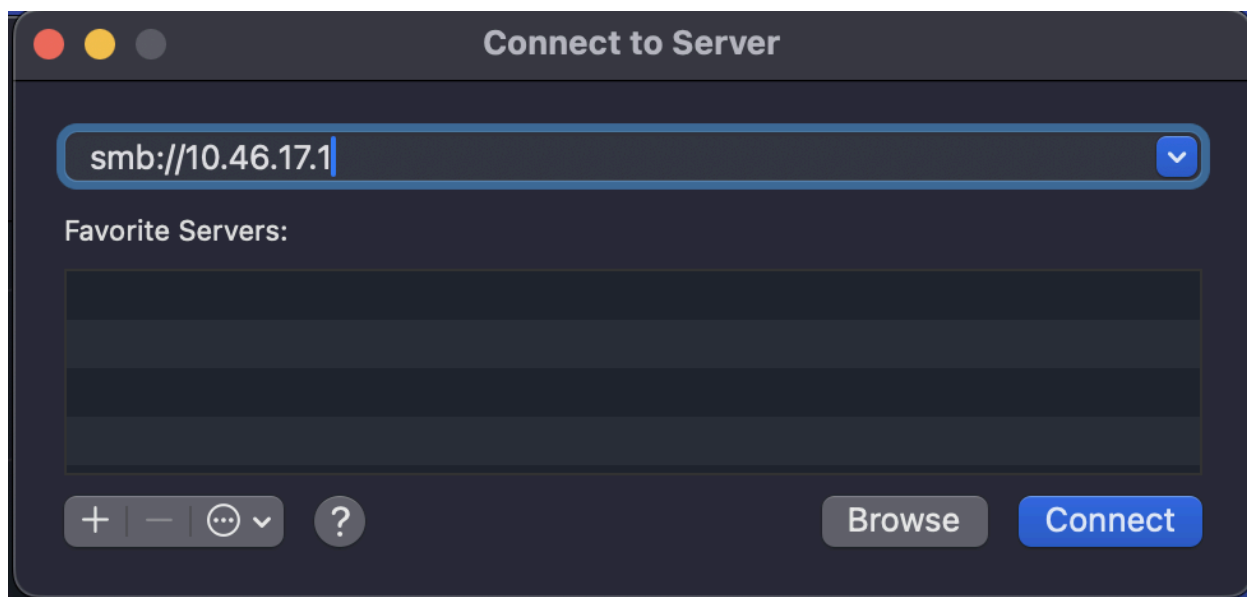 Connect to Server
smb://10.46.17.1
Favorite Servers:
?
Browse
Connect